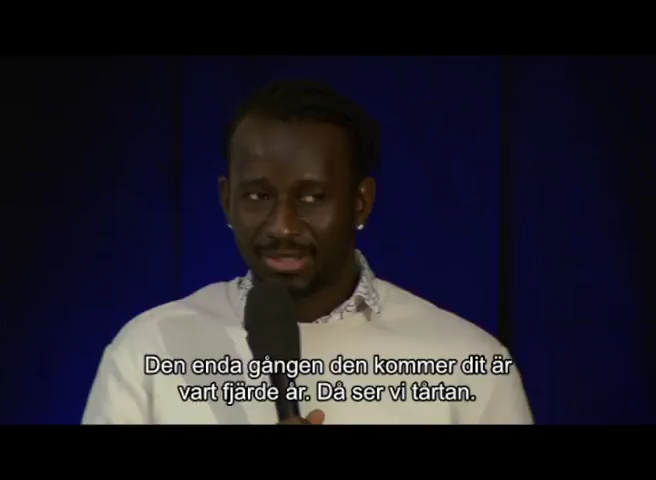 Den enda gången den kommer dit är
vart fjärde år. Då ser vi tårtan.